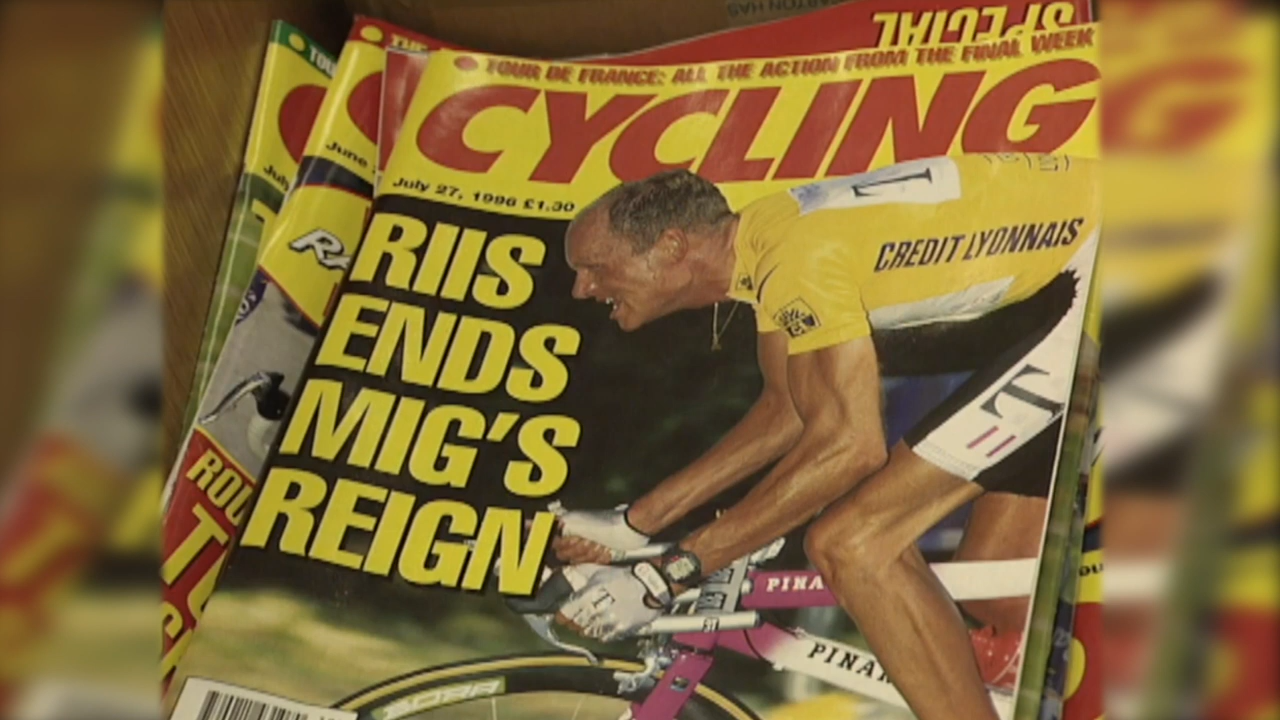 SPECIAL
TOUR DE FRANCE: ALL THE ACTION FROM THE FINAL WEEK
CYCLING
July 27, 1996 £1.30
June
RIIS
ENDS
MIG'S
REIGN
CREDIT LYONNAIS
T
PINA
PINAR
ROU